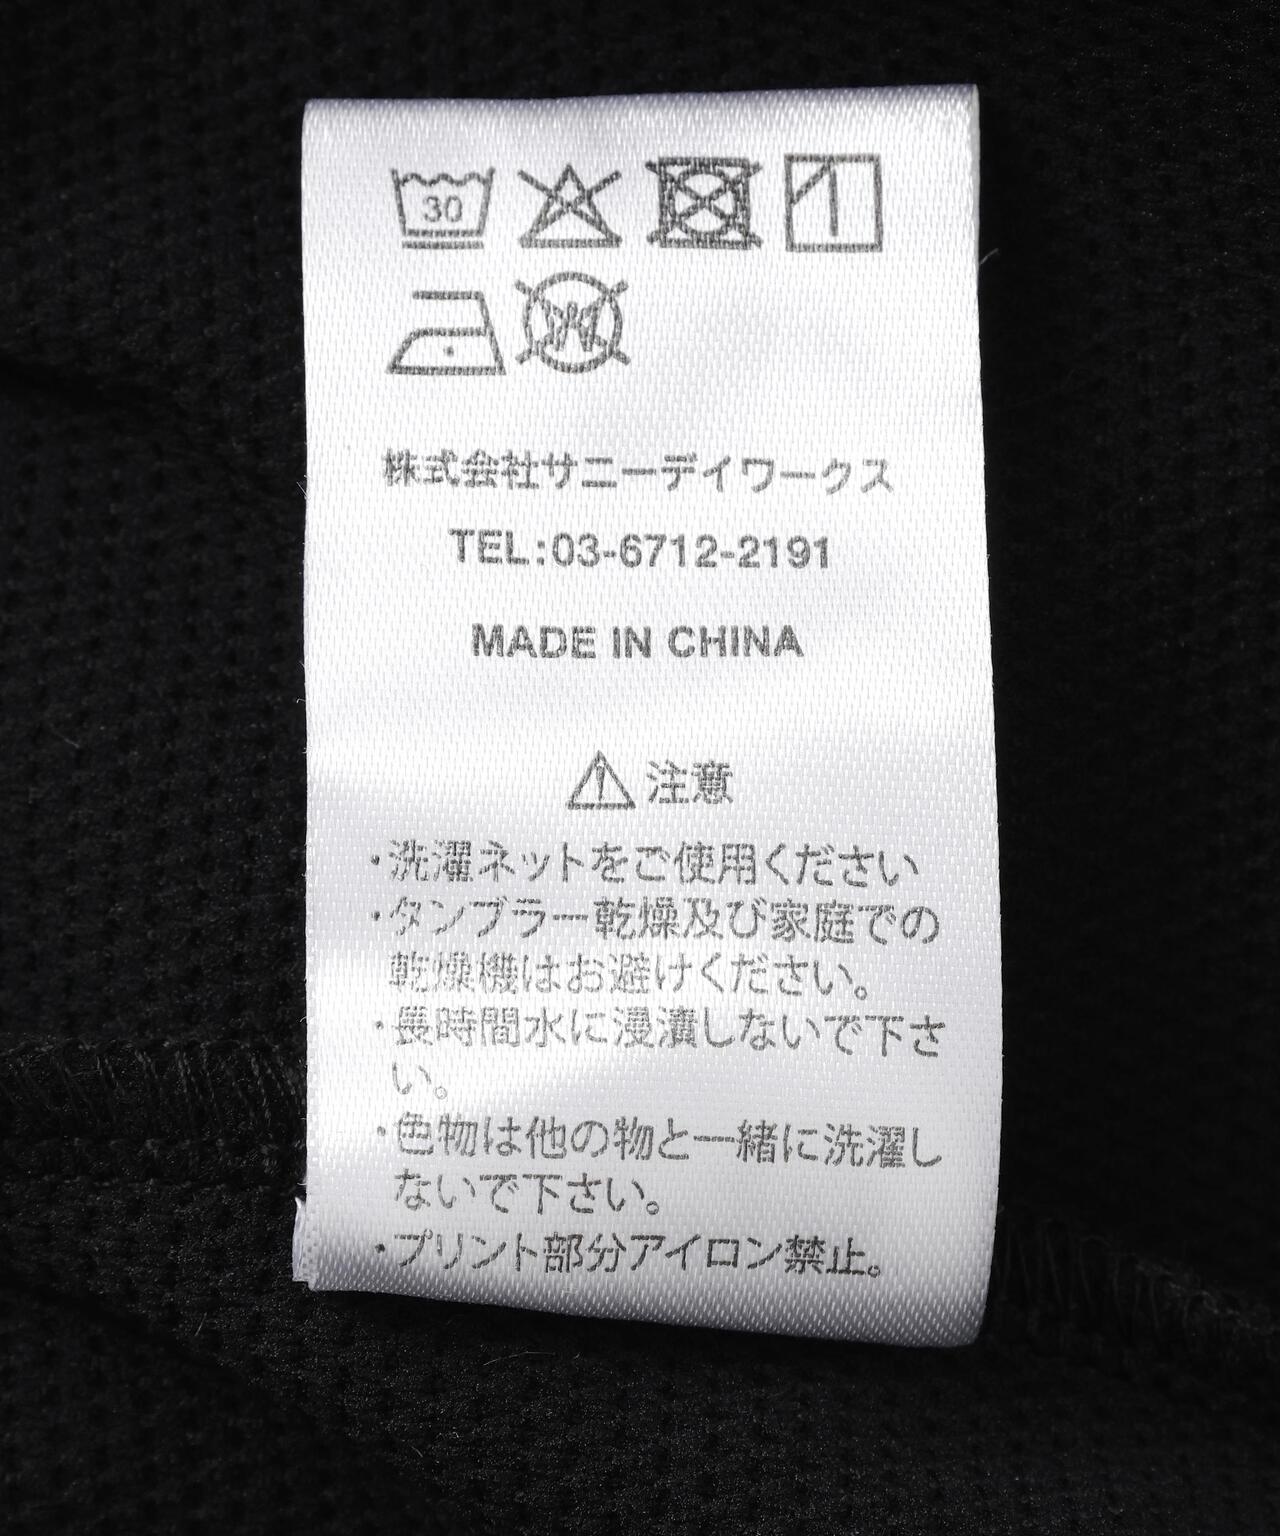 30
W
株式会社サニーデイワークス
TEL:03-6712-2191
MADE IN CHINA
注意
・洗濯ネットをご使用ください
・タンブラー乾燥及び家庭での
乾燥機はお避けください。
・長時間水に浸漬しないで下さ
い。
・色物は他の物と一緒に洗濯し
ないで下さい。
・プリント部分アイロン禁止。